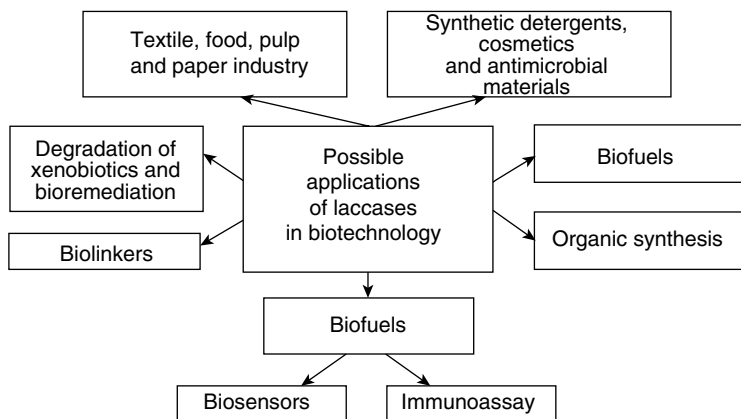 Textile, food, pulp
and paper industry
Synthetic detergents,
cosmetics
and antimicrobial
materials
Degradation of
xenobiotics and
bioremediation
Possible
applications
of laccases
in biotechnology
Biofuels
Biolinkers
Organic synthesis
Biofuels
Biosensors
Immunoassay